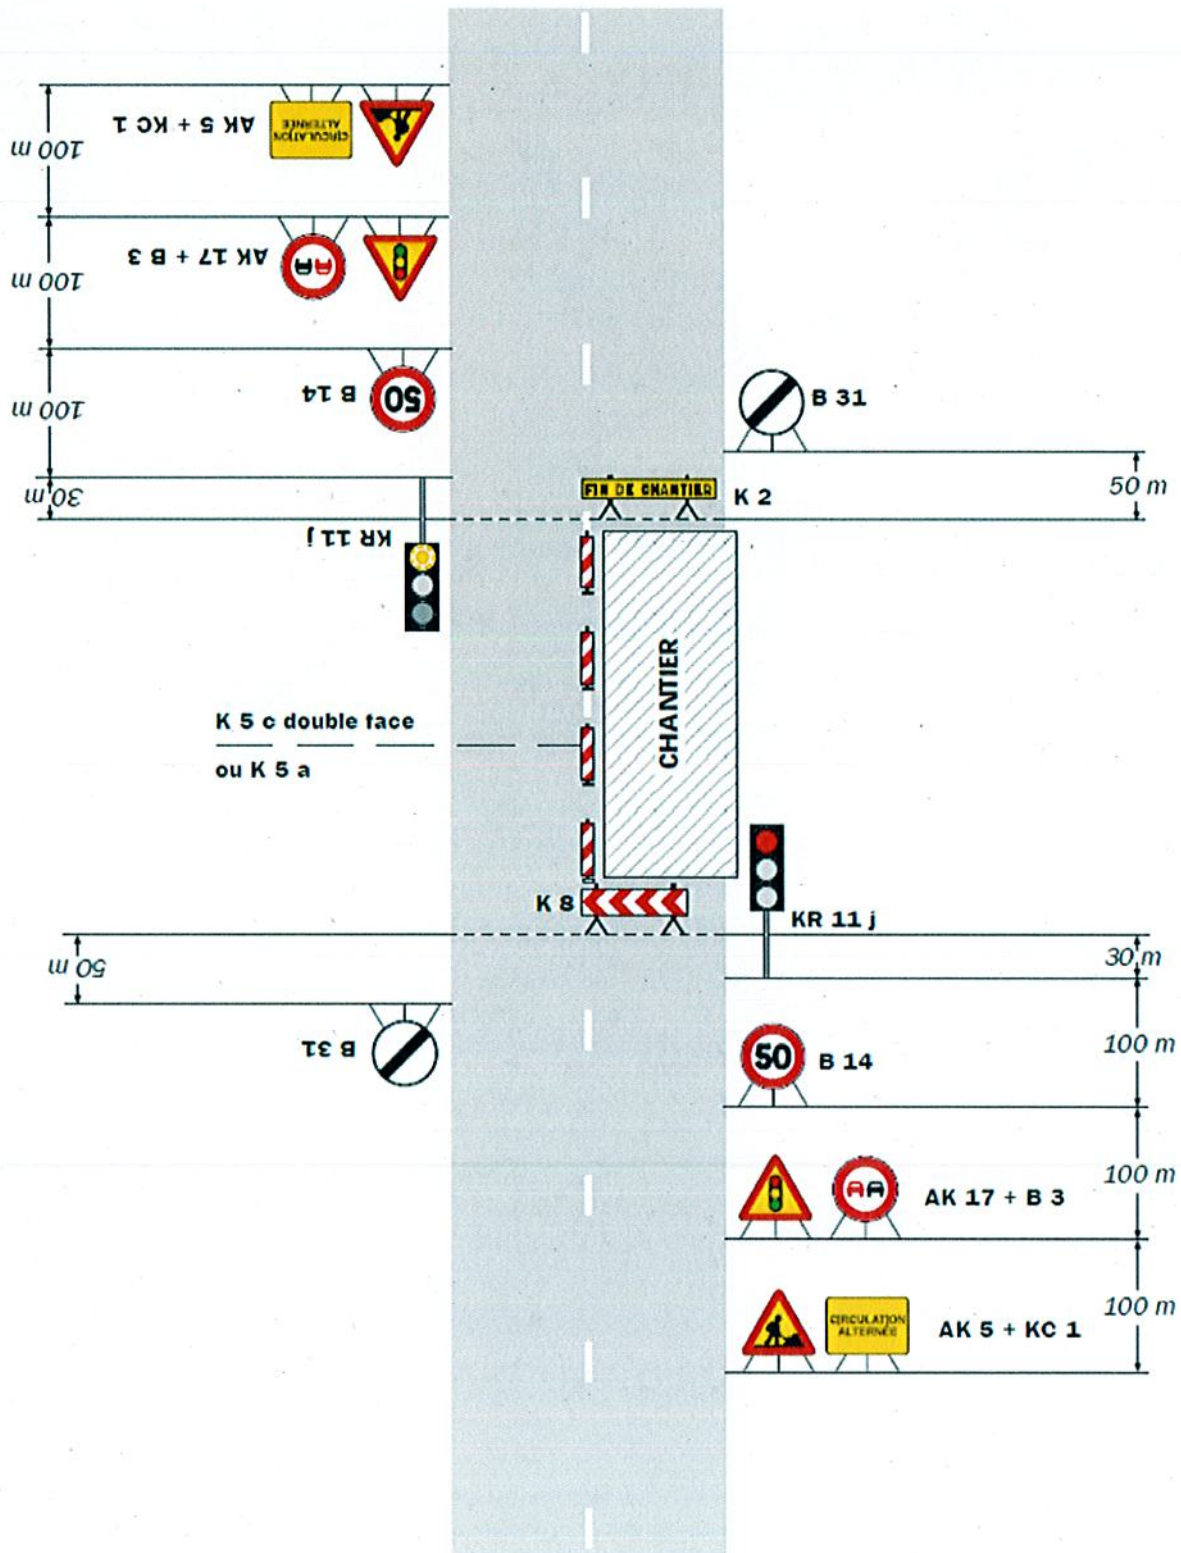 AK 5 + KC 1
CIRCULATION
ALTERNÉE
100 m
AK 17 + B 3
100 m
B 14
50
100 m
B 31
50 m
30 m
FIN DE CHANTIER
K 2
KR 11 j
CHANTIER
K 5 c double face
ou K 5 a
K 8
KR 11 j
30 m
50 m
B 31
50
B 14
100 m
AK 17 + B 3
100 m
CIRCULATION
ALTERNÉE
AK 5 + KC 1
100 m